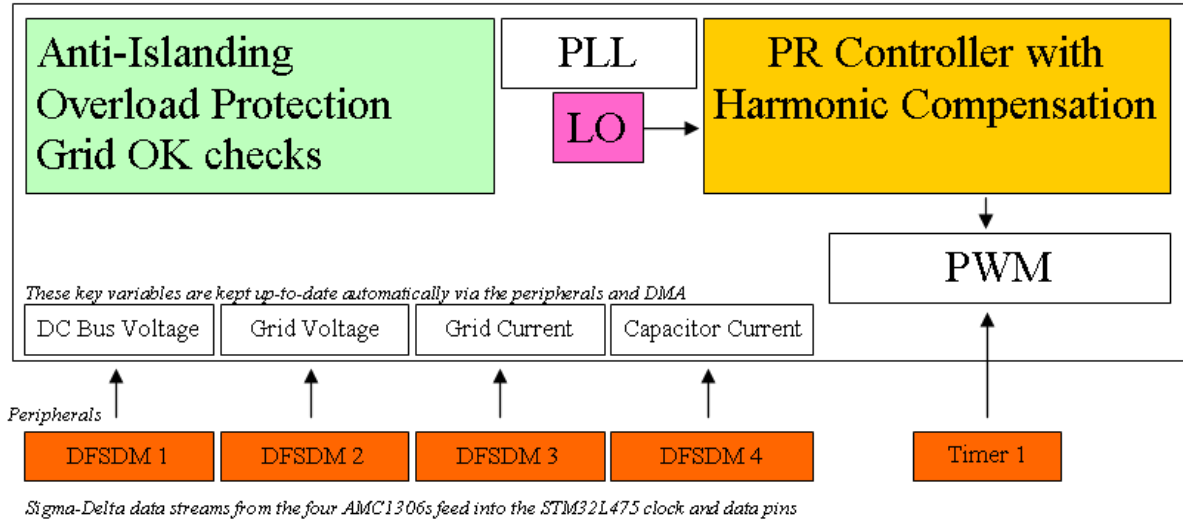 Anti-Islanding
Overload Protection
Grid OK checks
PLL
LO
PR Controller with
Harmonic Compensation
PWM
These key variables are kept up-to-date automatically via the peripherals and DMA
DC Bus Voltage
Grid Voltage
Grid Current
Capacitor Current
Peripherals
DFSDM 1
DFSDM 2
DFSDM 3
DFSDM 4
Timer 1
Sigma-Delta data streams from the four AMC1306s feed into the STM32L475 clock and data pins